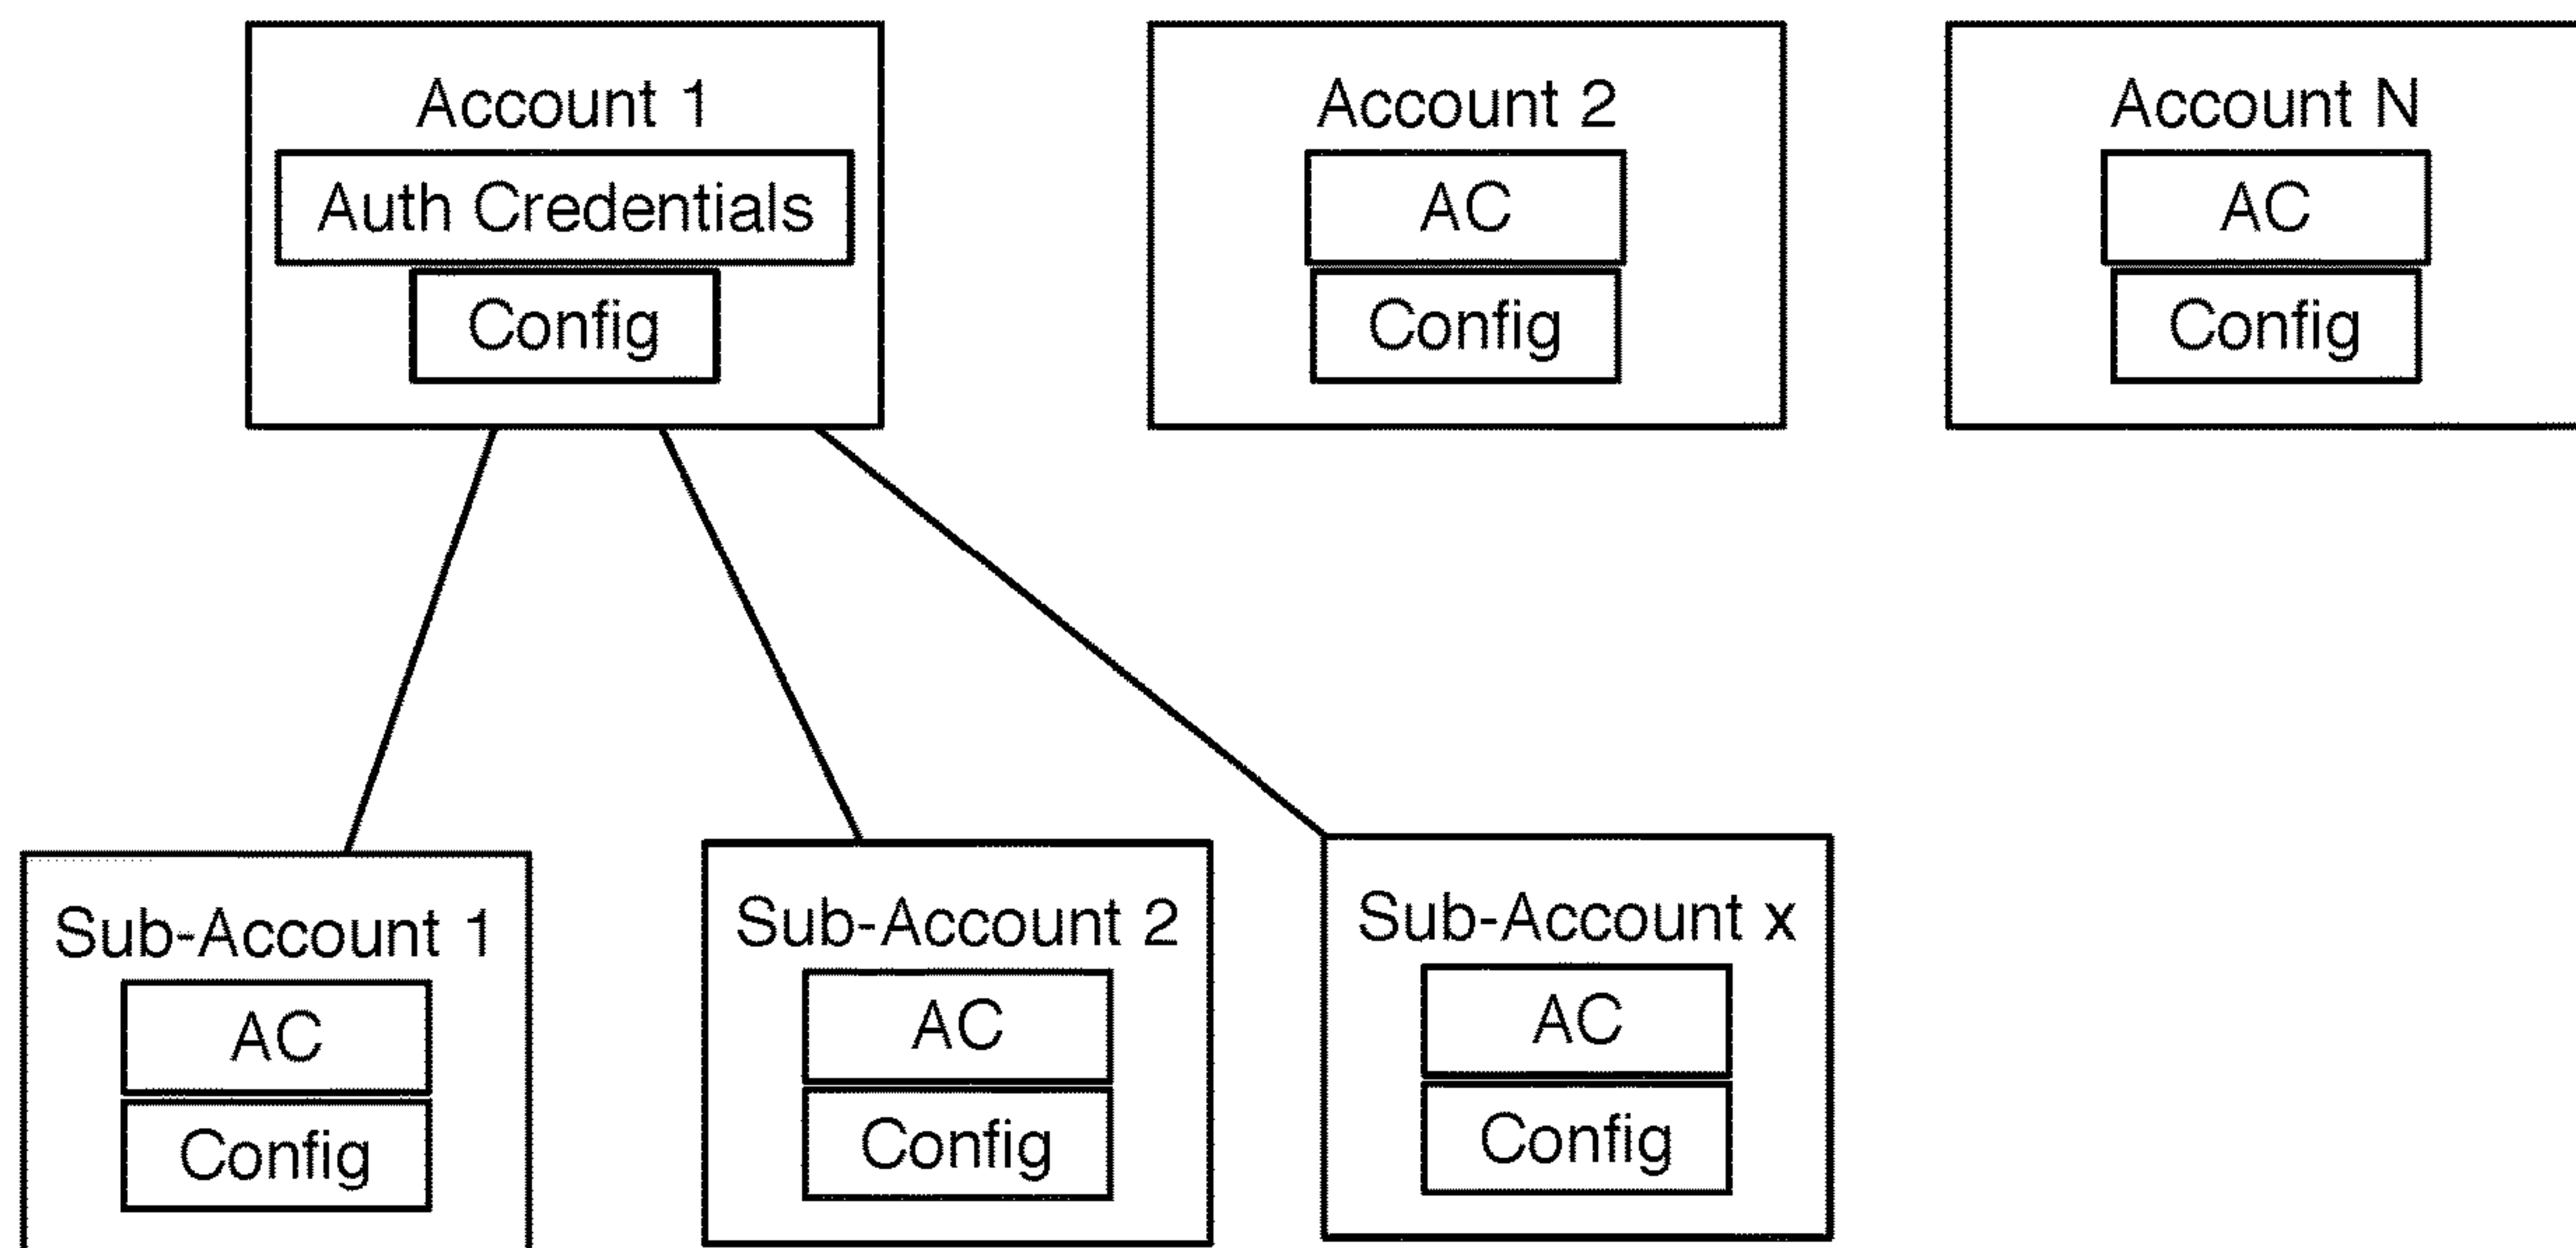 Account 1
Auth Credentials
Config
Account 2
AC
Config
Account N
AC
Config
Sub-Account 1
AC
Config
Sub-Account 2
AC
Config
Sub-Account x
AC
Config